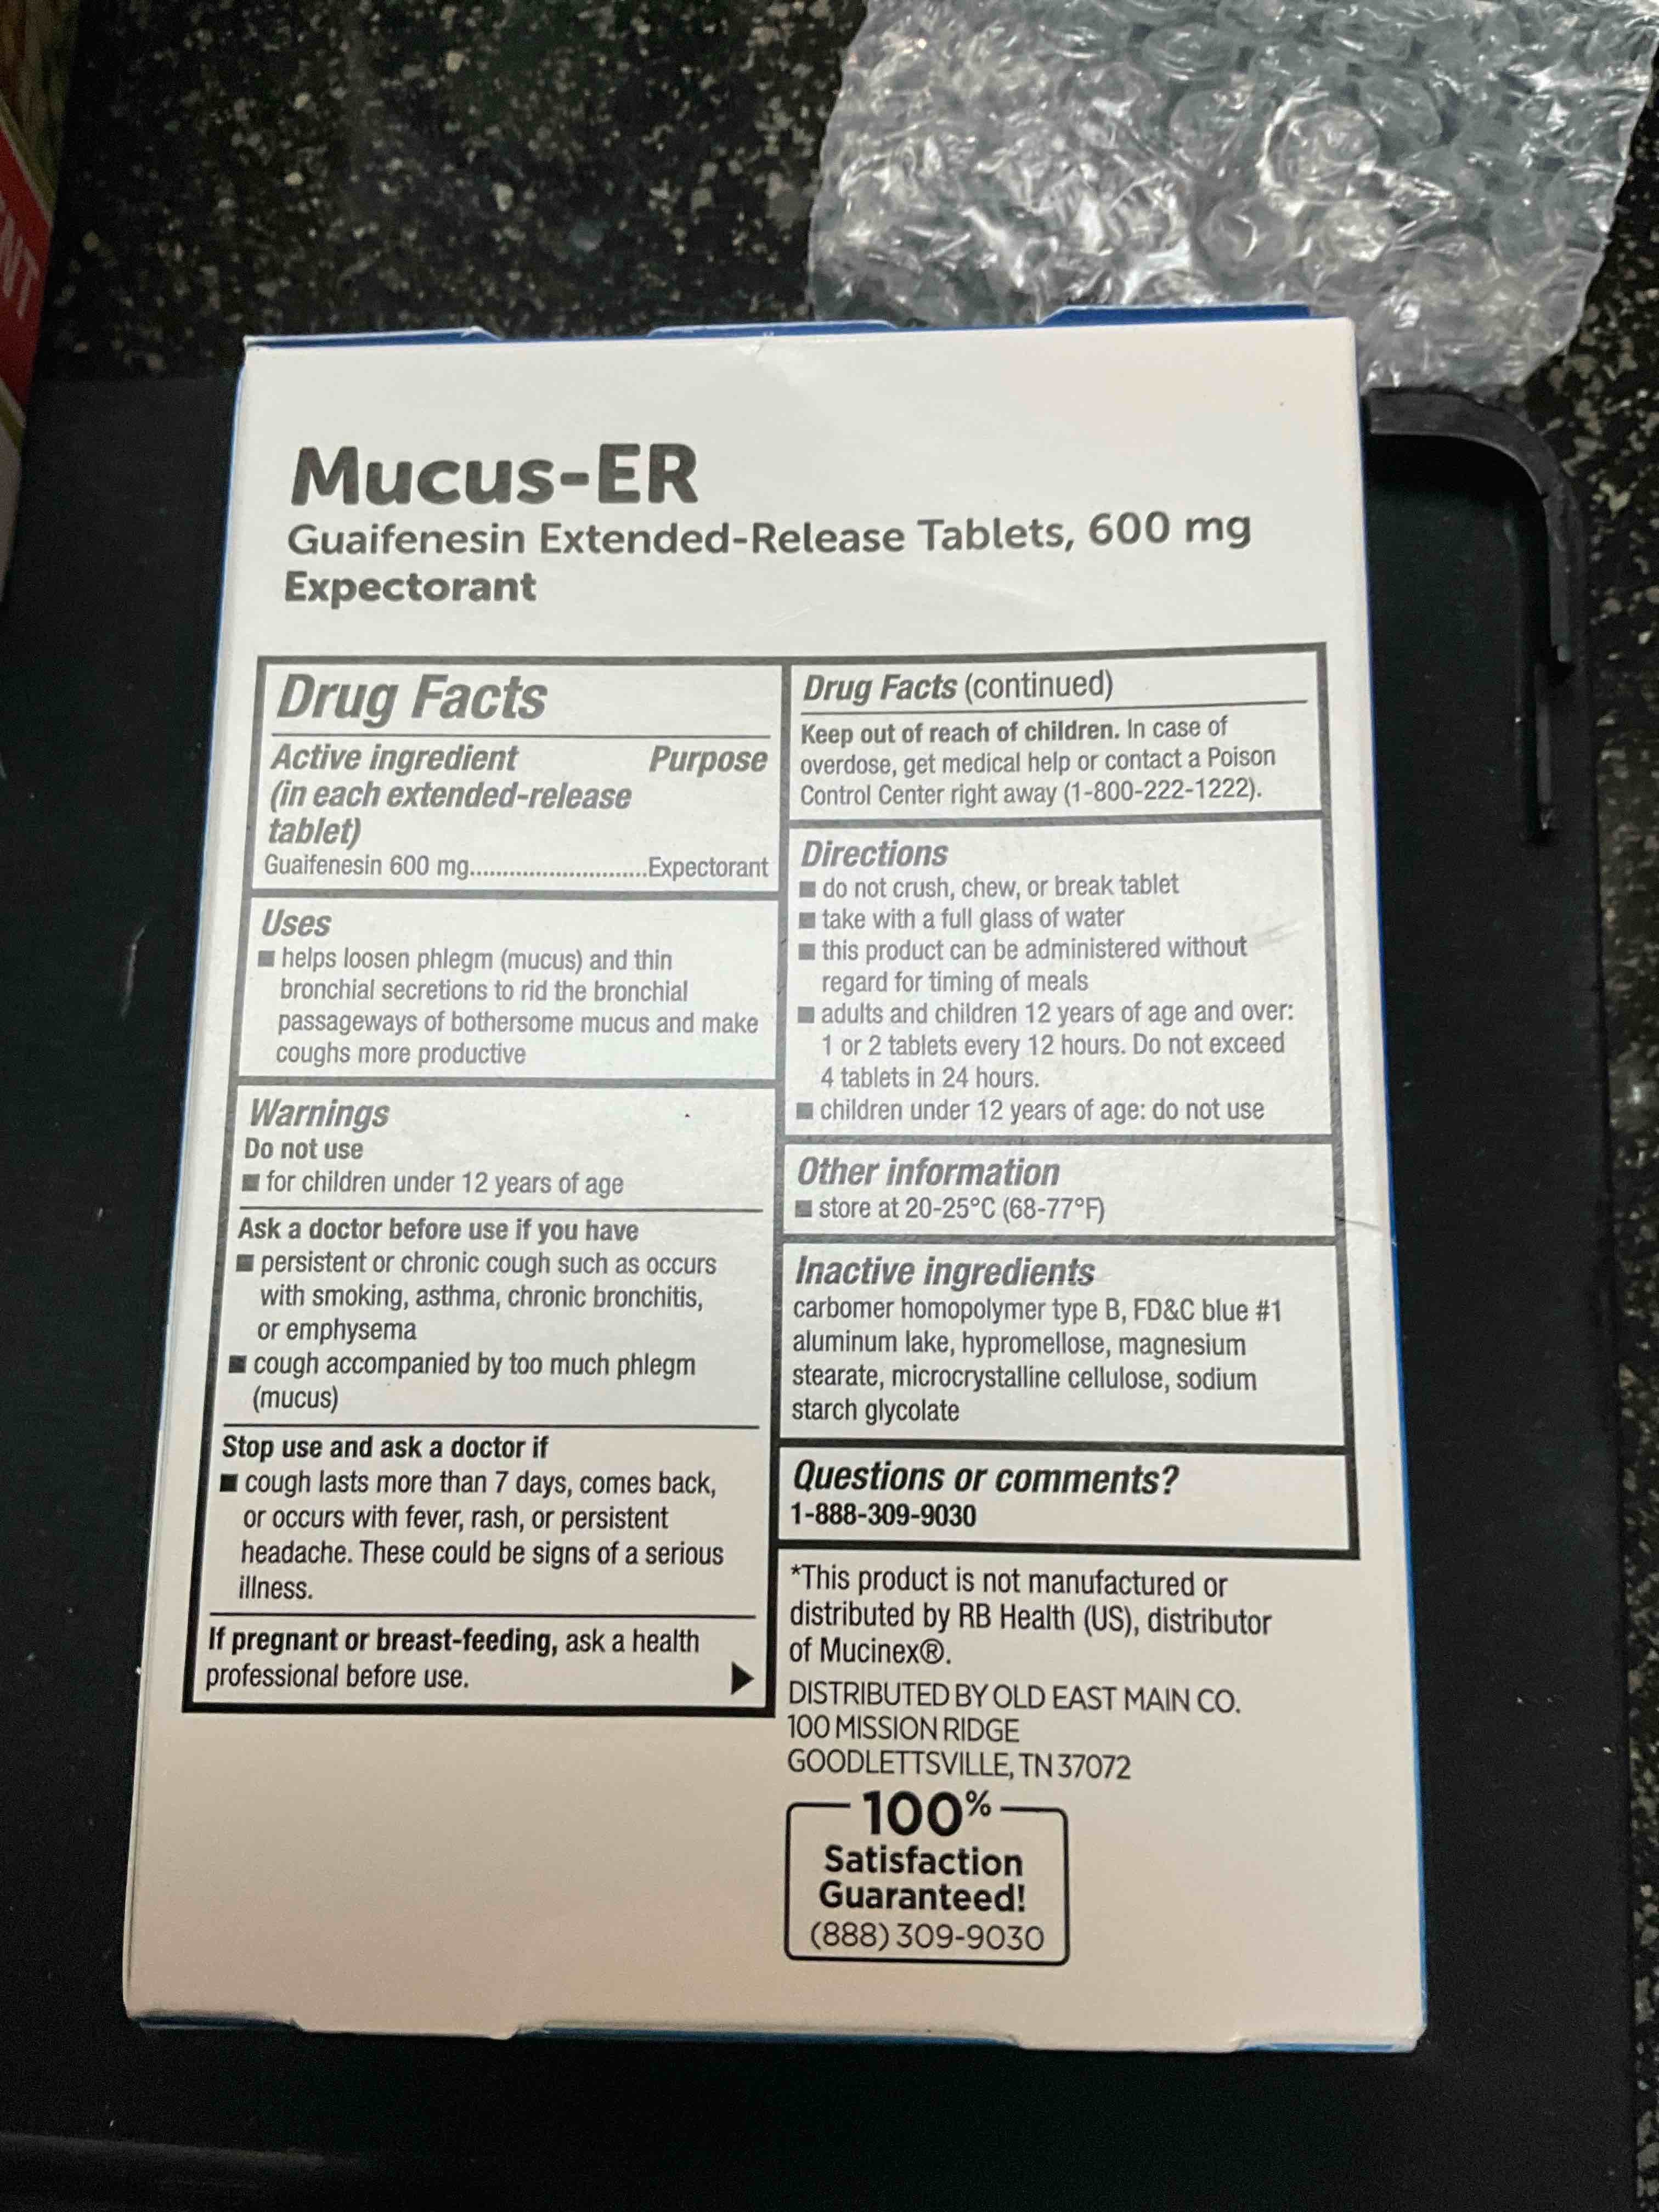 NT
Mucus-ER
Guaifenesin Extended-Release Tablets, 600 mg
Expectorant
Drug Facts
Active ingredient Purpose
(in each extended-release
tablet)
Guaifenesin 600 mg...........................Expectorant
Uses
■ helps loosen phlegm (mucus) and thin
bronchial secretions to rid the bronchial
passageways of bothersome mucus and make
coughs more productive
Warnings
Do not use
■ for children under 12 years of age
Ask a doctor before use if you have
■ persistent or chronic cough such as occurs
with smoking, asthma, chronic bronchitis,
or emphysema
■ cough accompanied by too much phlegm
(mucus)
Stop use and ask a doctor if
■ cough lasts more than 7 days, comes back,
or occurs with fever, rash, or persistent
headache. These could be signs of a serious
illness.
If pregnant or breast-feeding, ask a health
professional before use.
Drug Facts (continued)
Keep out of reach of children. In case of
overdose, get medical help or contact a Poison
Control Center right away (1-800-222-1222).
Directions
■ do not crush, chew, or break tablet
■ take with a full glass of water
■ this product can be administered without
regard for timing of meals
■ adults and children 12 years of age and over:
1 or 2 tablets every 12 hours. Do not exceed
4 tablets in 24 hours.
■ children under 12 years of age: do not use
Other information
■ store at 20-25°C (68-77°F)
Inactive ingredients
carbomer homopolymer type B, FD&C blue #1
aluminum lake, hypromellose, magnesium
stearate, microcrystalline cellulose, sodium
starch glycolate
Questions or comments?
1-888-309-9030
*This product is not manufactured or
distributed by RB Health (US), distributor
of Mucinex®.
DISTRIBUTED BY OLD EAST MAIN CO.
100 MISSION RIDGE
GOODLETTSVILLE, TN 37072
100%
Satisfaction
Guaranteed!
(888) 309-9030